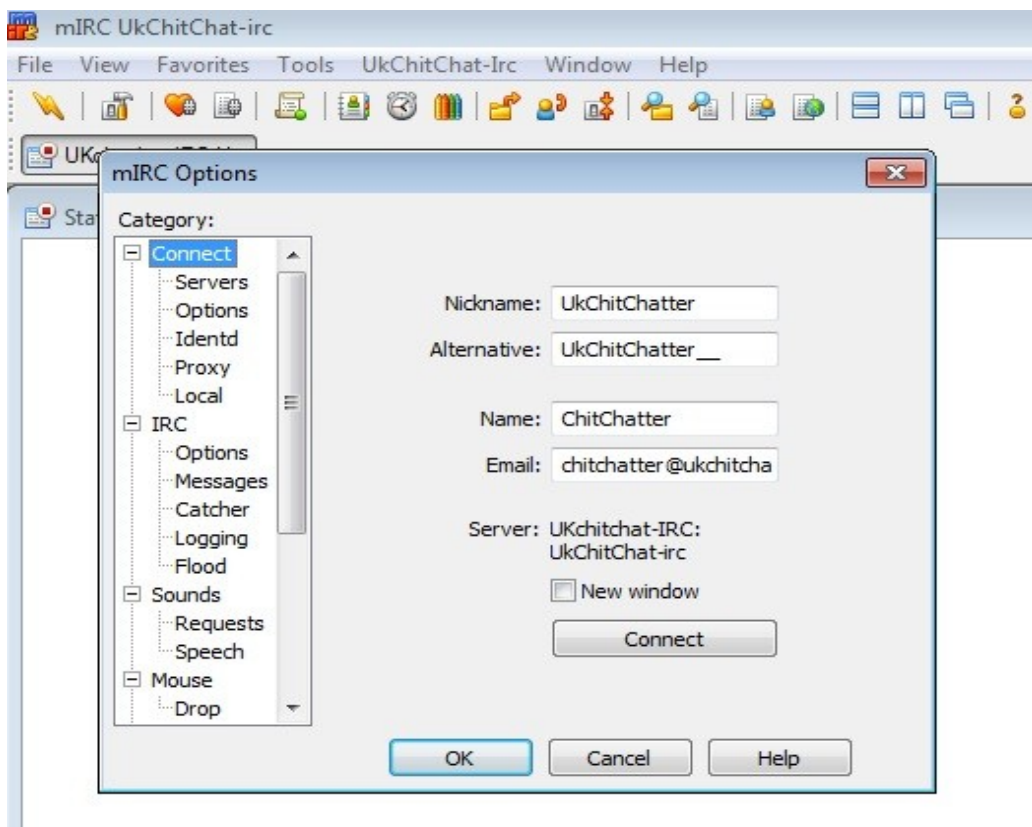 mIRC UkChitChat-irc
File View Favorites Tools UkChitChat-Irc Window Help
mIRC Options
Category:
Connect
Servers
Options
Identd
Proxy
Local
IRC
Options
Messages
Catcher
Logging
Flood
Sounds
Requests
Speech
Mouse
Drop
Nickname: UkChitChatter
Alternative: UkChitChatter__
Name: ChitChatter
Email: chitchatter@ukchitcha
Server: UKchitchat-IRC:
UkChitChat-irc
New window
Connect
OK Cancel Help